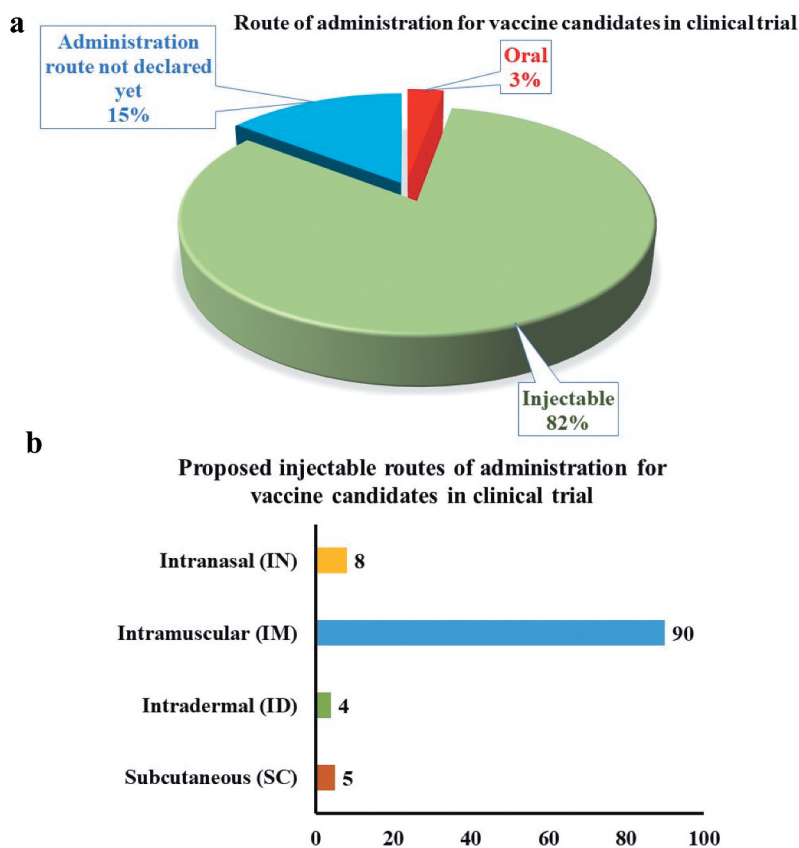 a
Route of administration for vaccine candidates in clinical trial
Administration
route not declared
yet
15%
Oral
3%
Injectable
82%
b
Proposed injectable routes of administration for
vaccine candidates in clinical trial
Intranasal (IN)
8
Intramuscular (IM)
90
Intradermal (ID)
4
Subcutaneous (SC)
5
0 20 40 60 80 100